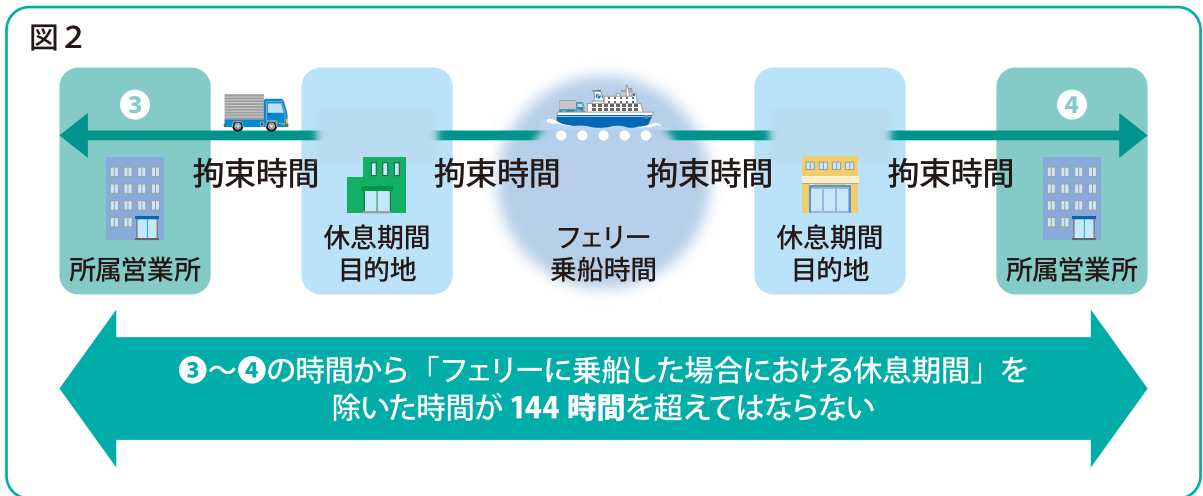 図2
❸
❹
拘束時間
拘束時間
拘束時間
拘束時間
所属営業所
休息期間
目的地
フェリー
乗船時間
休息期間
目的地
所属営業所
❸～❹の時間から「フェリーに乗船した場合における休息期間」を
除いた時間が 144 時間を超えてはならない